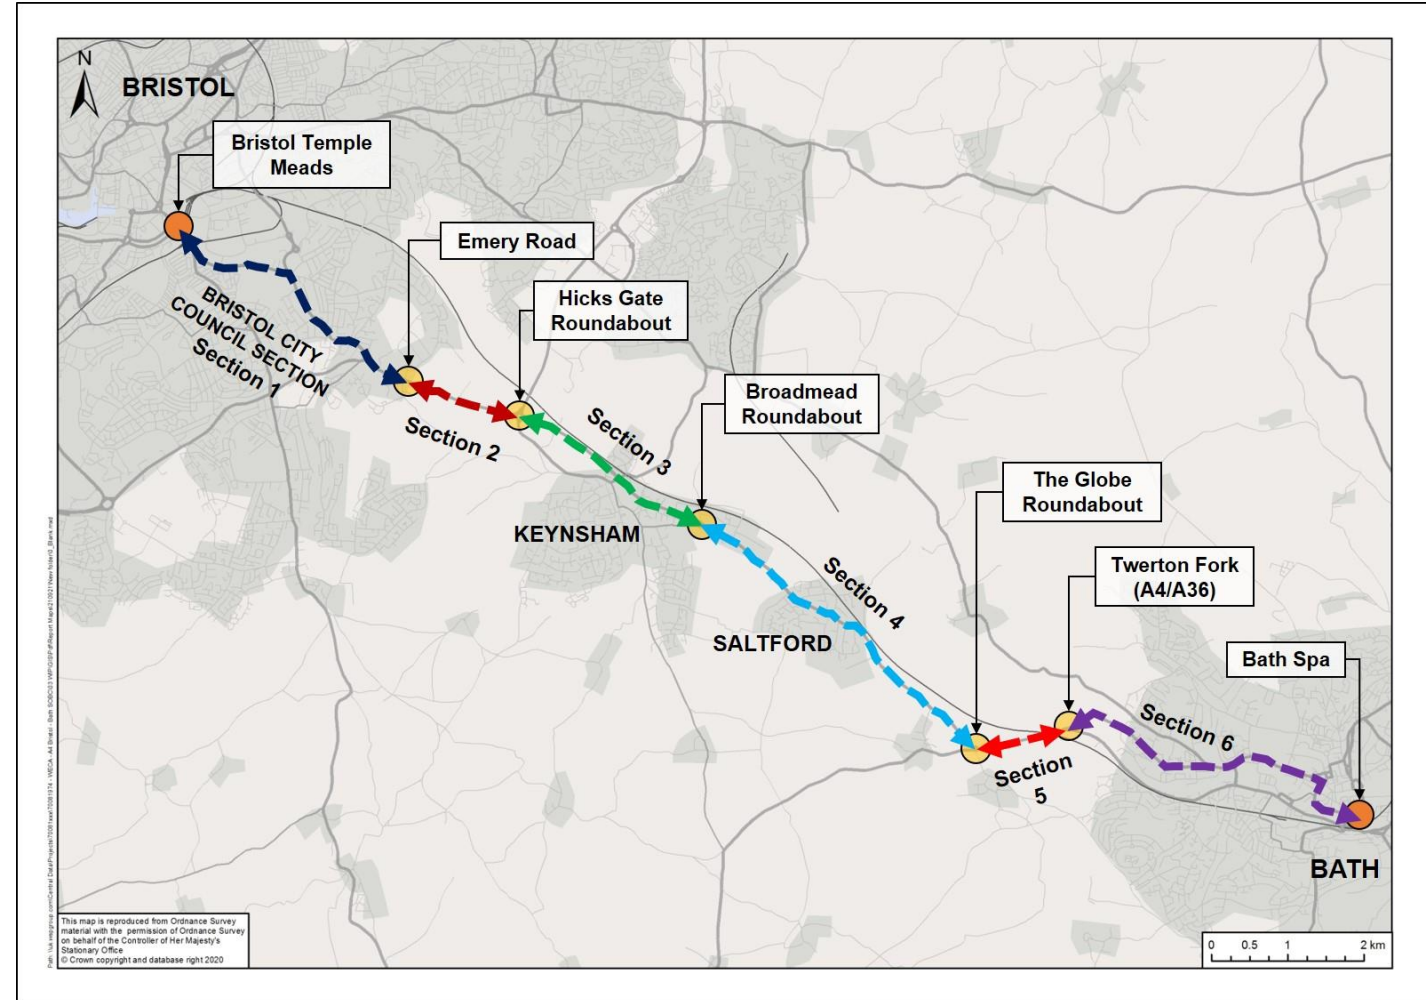 N
BRISTOL
Bristol Temple
Meads
Emery Road
Hicks Gate
Roundabout
BRISTOL CITY
COUNCIL SECTION
Section 1
Section 2
Section 3
Broadmead
Roundabout
KEYNSHAM
The Globe
Roundabout
Section 4
Twerton Fork
(A4/A36)
SALTFORD
Bath Spa
Section 6
Section
5
BATH
This map is reproduced from Ordnance Survey
material with the permission of Ordnance Survey
on behalf of the Controller of Her Majesty's
Stationary Office
© Crown copyright and database right 2020
0 0.5 1 2 km